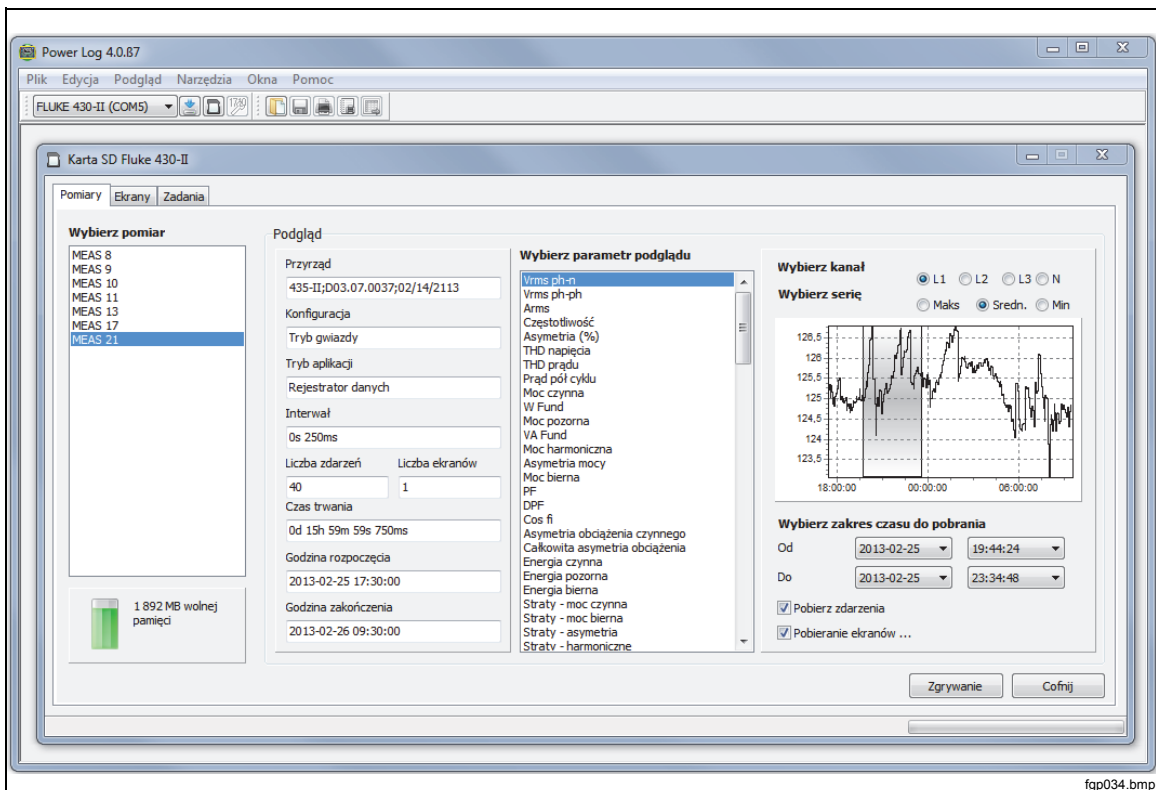 Power Log 4.0.ß7
Plik Edycja Podgląd Narzędzia Okna Pomoc
FLUKE 430-II (COM5)
Karta SD Fluke 430-II
Pomiary Ekrany Zadania
Wybierz pomiar
MEAS 8
MEAS 9
MEAS 10
MEAS 11
MEAS 13
MEAS 17
MEAS 21
1 892 MB wolnej
pamięci
Podgląd
Przyrząd
435-II;D03.07.0037;02/14/2113
Konfiguracja
Tryb gwiazdy
Tryb aplikacji
Rejestrator danych
Interwał
0s 250ms
Liczba zdarzeń Liczba ekranów
40 1
Czas trwania
0d 15h 59m 59s 750ms
Godzina rozpoczęcia
2013-02-25 17:30:00
Godzina zakończenia
2013-02-26 09:30:00
Wybierz parametr podglądu
Vrms ph-n
Vrms ph-ph
Arms
Częstotliwość
Asymetria (%)
THD napięcia
THD prądu
Prąd pół cyklu
Moc czynna
W Fund
Moc pozorna
VA Fund
Moc harmoniczna
Asymetria mocy
Moc bierna
PF
DPF
Cos fi
Asymetria obciążenia czynnego
Całkowita asymetria obciążenia
Energia czynna
Energia pozorna
Energia bierna
Straty - moc czynna
Straty - moc bierna
Straty - asymetria
Straty - harmoniczne
Wybierz kanał L1 L2 L3 N
Wybierz serię Maks Średn. Min
126,5
126
125,5
125
124,5
124
123,5
18:00:00 00:00:00 06:00:00
Wybierz zakres czasu do pobrania
Od 2013-02-25 19:44:24
Do 2013-02-25 23:34:48
Pobierz zdarzenia
Pobieranie ekranów ...
Zgrywanie Cofnij
fgp034.bmp